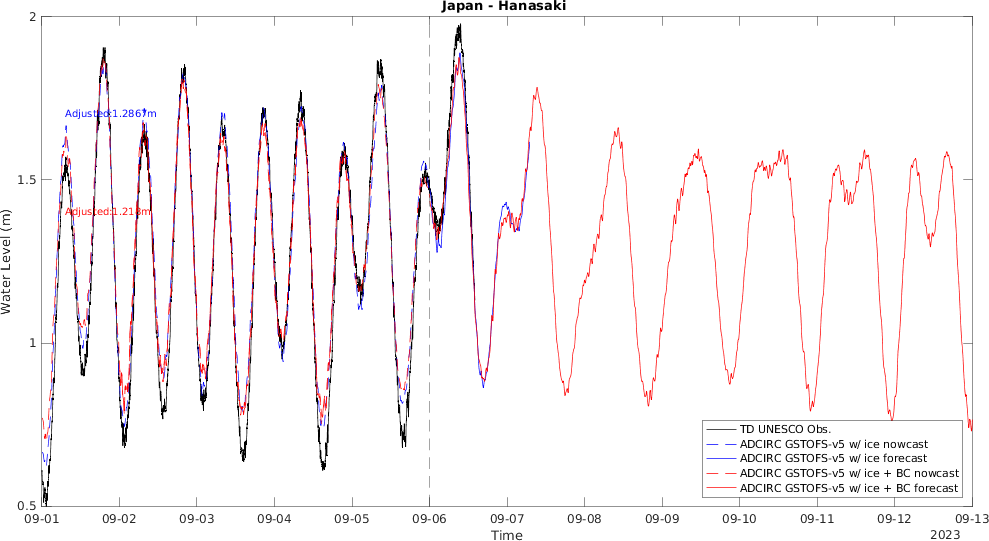 Japan - Hanasaki
2
1.5
1
0.5
Water Level (m)
Adjusted:1.2867m
Adjusted:1.218m
TD UNESCO Obs.
ADCIRC GSTOFS-v5 w/ ice nowcast
ADCIRC GSTOFS-v5 w/ ice forecast
ADCIRC GSTOFS-v5 w/ ice + BC nowcast
ADCIRC GSTOFS-v5 w/ ice + BC forecast
09-01 09-02 09-03 09-04 09-05 09-06 09-07 09-08 09-09 09-10 09-11 09-12 09-13
Time
2023